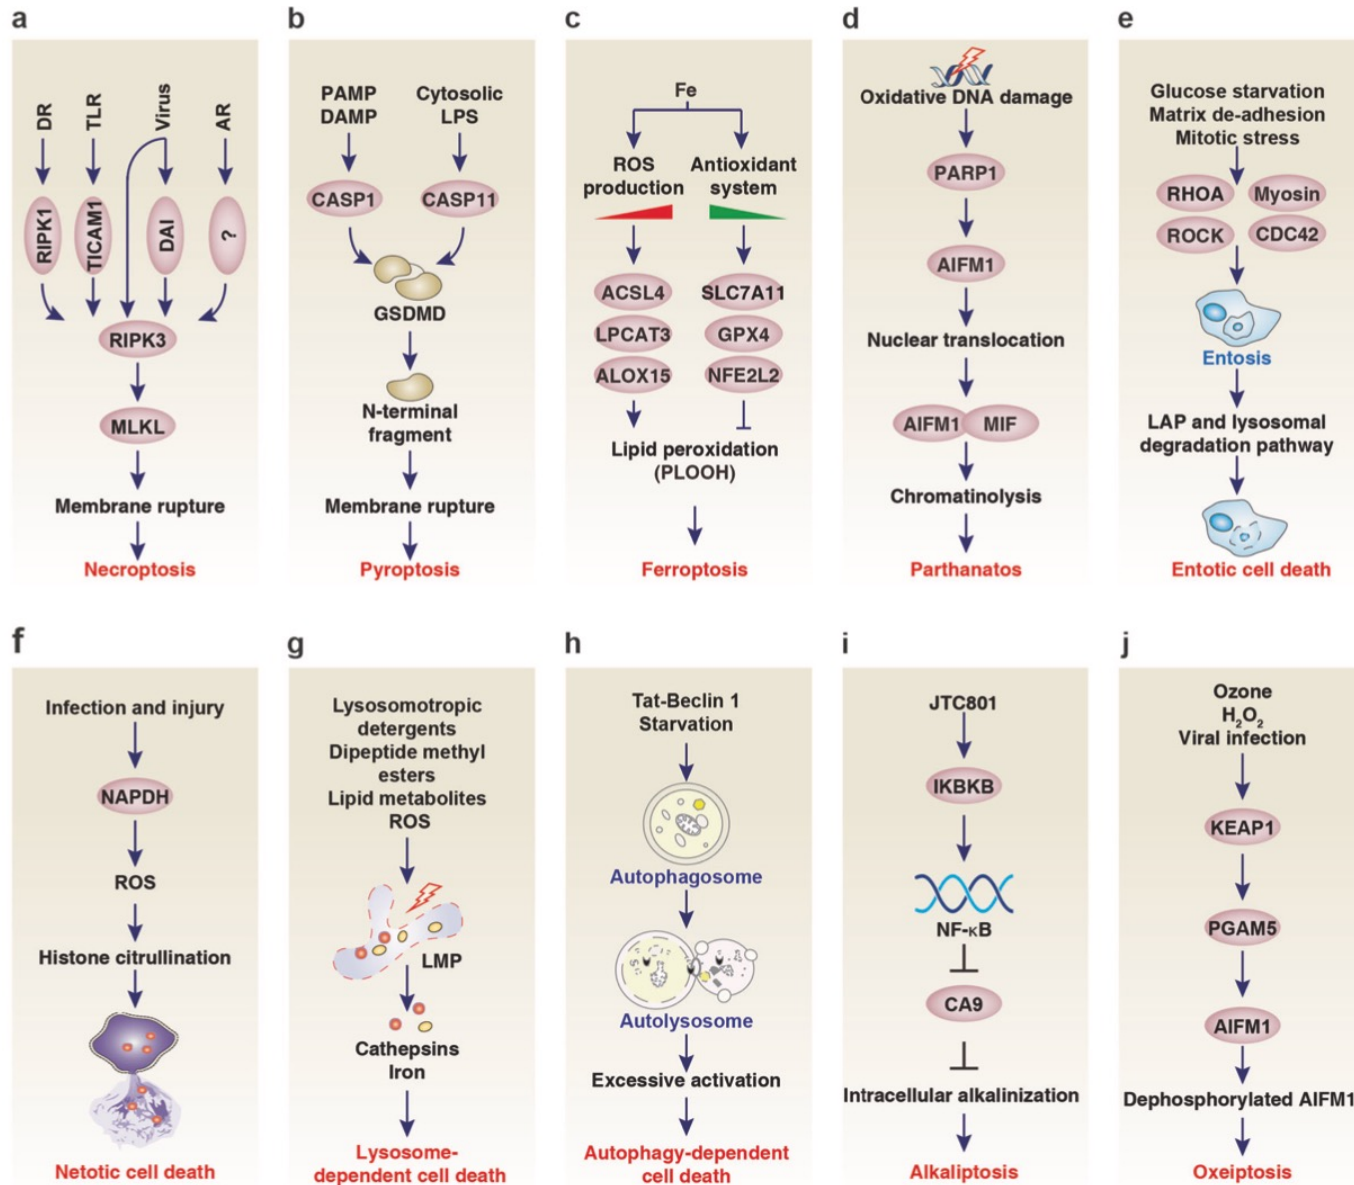 a
DR
TLR
Virus
AR
RIPK1
TICAM1
DAI
?
RIPK3
MLKL
Membrane rupture
Necroptosis
b
PAMP
DAMP
Cytosolic
LPS
CASP1
CASP11
GSDMD
N-terminal
fragment
Membrane rupture
Pyroptosis
c
Fe
ROS
production
Antioxidant
system
ACSL4
SLC7A11
LPCAT3
GPX4
ALOX15
NFE2L2
Lipid peroxidation
(PLOOH)
Ferroptosis
d
Oxidative DNA damage
PARP1
AIFM1
Nuclear translocation
AIFM1
MIF
Chromatinolysis
Parthanatos
e
Glucose starvation
Matrix de-adhesion
Mitotic stress
RHOA
Myosin
ROCK
CDC42
Entosis
LAP and lysosomal
degradation pathway
Entotic cell death
f
Infection and injury
NAPDH
ROS
Histone citrullination
Netotic cell death
g
Lysosomotropic
detergents
Dipeptide methyl
esters
Lipid metabolites
ROS
LMP
Cathepsins
Iron
Lysosome-
dependent cell death
h
Tat-Beclin 1
Starvation
Autophagosome
Autolysosome
Excessive activation
Autophagy-dependent
cell death
i
JTC801
IKBKB
NF-κB
CA9
Intracellular alkalinization
Alkaliptosis
j
Ozone
H₂O₂
Viral infection
KEAP1
PGAM5
AIFM1
Dephosphorylated AIFM1
Oxeiptosis